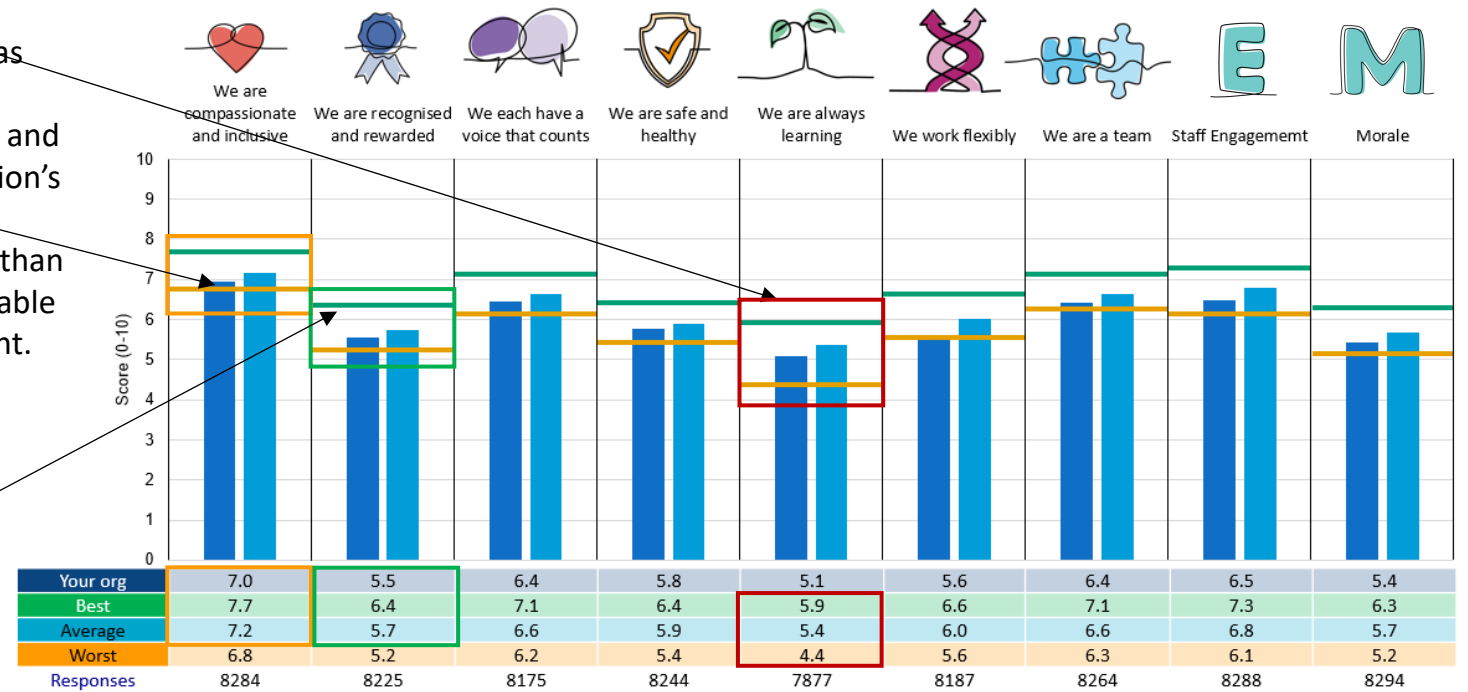 as
and
ion's
than
able
nt.
We are
compassionate
and inclusive
We are recognised
and rewarded
We each have a
voice that counts
We are safe and
healthy
We are always
learning
We work flexibly
We are a team
Staff Engagememt
E
M
Morale
Score (0-10)
10
9
8
7
6
5
4
3
2
1
0
Your org 7.0 5.5 6.4 5.8 5.1 5.6 6.4 6.5 5.4
Best 7.7 6.4 7.1 6.4 5.9 6.6 7.1 7.3 6.3
Average 7.2 5.7 6.6 5.9 5.4 6.0 6.6 6.8 5.7
Worst 6.8 5.2 6.2 5.4 4.4 5.6 6.3 6.1 5.2
Responses 8284 8225 8175 8244 7877 8187 8264 8288 8294